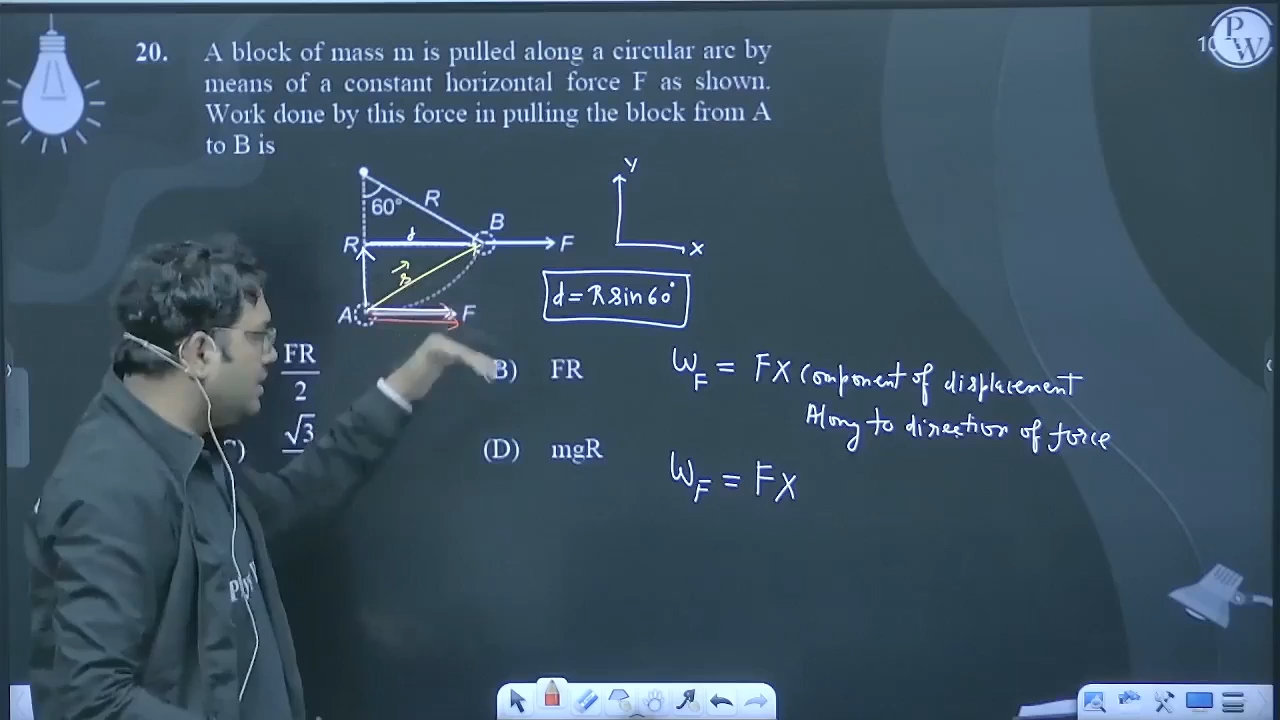 20. A block of mass m is pulled along a circular arc by
means of a constant horizontal force F as shown.
Work done by this force in pulling the block from A
to B is
PW
Y
60°
R
B
R
d
F
X
A
F
d = R sin 60°
FR
2
B) FR
√3
(D) mgR
W_F = F x Component of displacement
Along to direction of force
W_F = F x